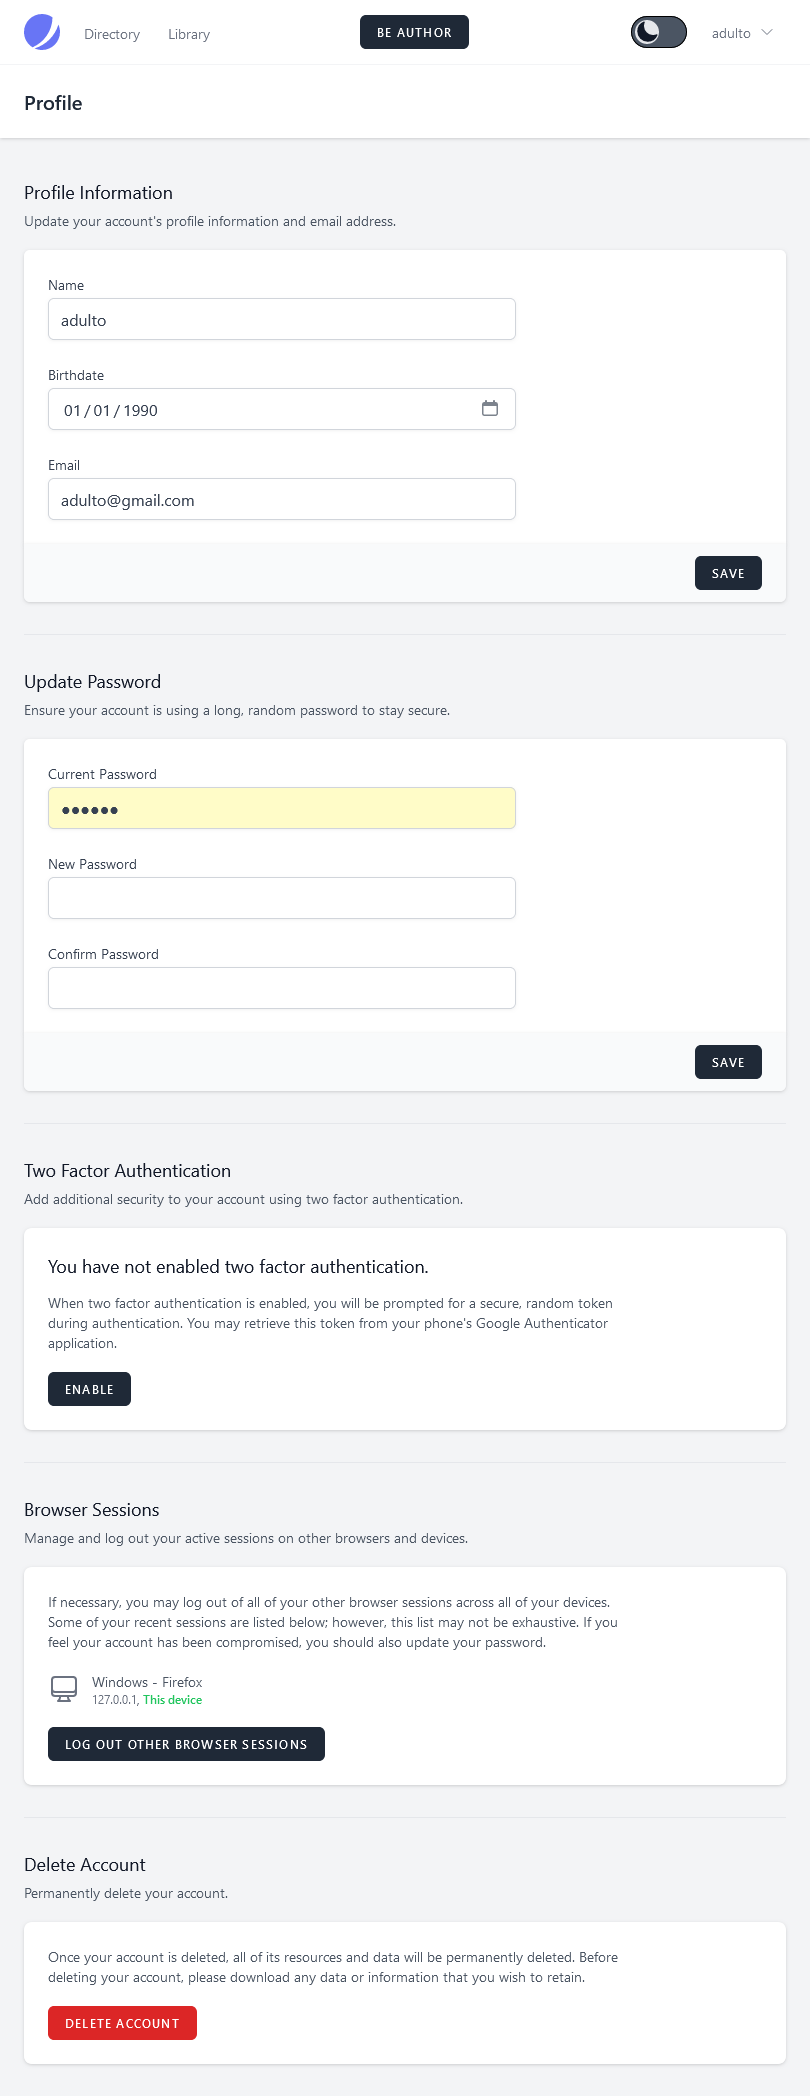 Directory Library BE AUTHOR adulto
Profile
Profile Information
Update your account's profile information and email address.
Name
adulto
Birthdate
01 / 01 / 1990
Email
adulto@gmail.com
SAVE
Update Password
Ensure your account is using a long, random password to stay secure.
Current Password
●●●●●●
New Password
Confirm Password
SAVE
Two Factor Authentication
Add additional security to your account using two factor authentication.
You have not enabled two factor authentication.
When two factor authentication is enabled, you will be prompted for a secure, random token
during authentication. You may retrieve this token from your phone's Google Authenticator
application.
ENABLE
Browser Sessions
Manage and log out your active sessions on other browsers and devices.
If necessary, you may log out of all of your other browser sessions across all of your devices.
Some of your recent sessions are listed below; however, this list may not be exhaustive. If you
feel your account has been compromised, you should also update your password.
Windows - Firefox
127.0.0.1, This device
LOG OUT OTHER BROWSER SESSIONS
Delete Account
Permanently delete your account.
Once your account is deleted, all of its resources and data will be permanently deleted. Before
deleting your account, please download any data or information that you wish to retain.
DELETE ACCOUNT